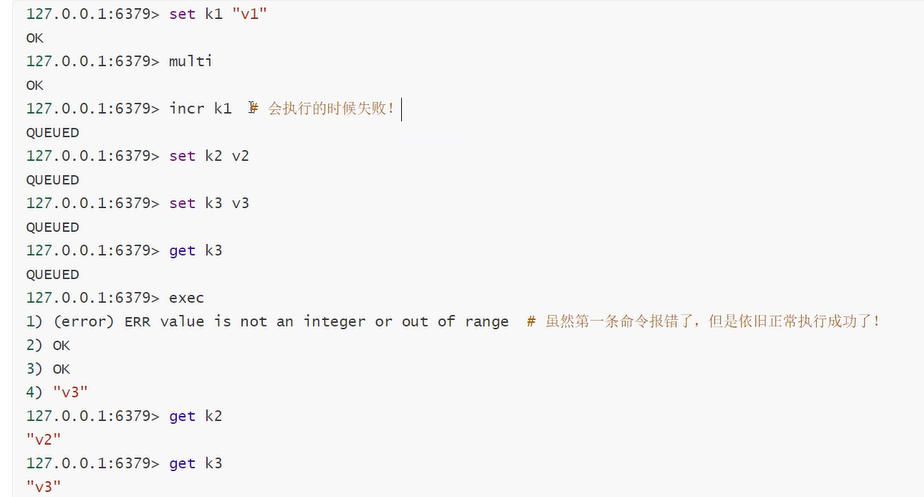 127.0.0.1:6379> set k1 "v1"
OK
127.0.0.1:6379> multi
OK
127.0.0.1:6379> incr k1  # 会执行的时候失败！
QUEUED
127.0.0.1:6379> set k2 v2
QUEUED
127.0.0.1:6379> set k3 v3
QUEUED
127.0.0.1:6379> get k3
QUEUED
127.0.0.1:6379> exec
1) (error) ERR value is not an integer or out of range  # 虽然第一条命令报错了，但是依旧正常执行成功了！
2) OK
3) OK
4) "v3"
127.0.0.1:6379> get k2
"v2"
127.0.0.1:6379> get k3
"v3"